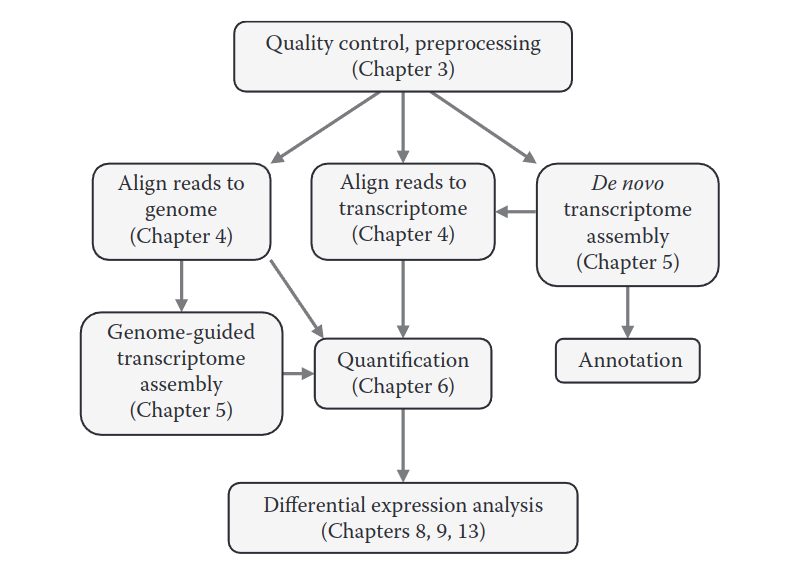 Quality control, preprocessing
(Chapter 3)
Align reads to
genome
(Chapter 4)
Align reads to
transcriptome
(Chapter 4)
De novo
transcriptome
assembly
(Chapter 5)
Genome-guided
transcriptome
assembly
(Chapter 5)
Quantification
(Chapter 6)
Annotation
Differential expression analysis
(Chapters 8, 9, 13)